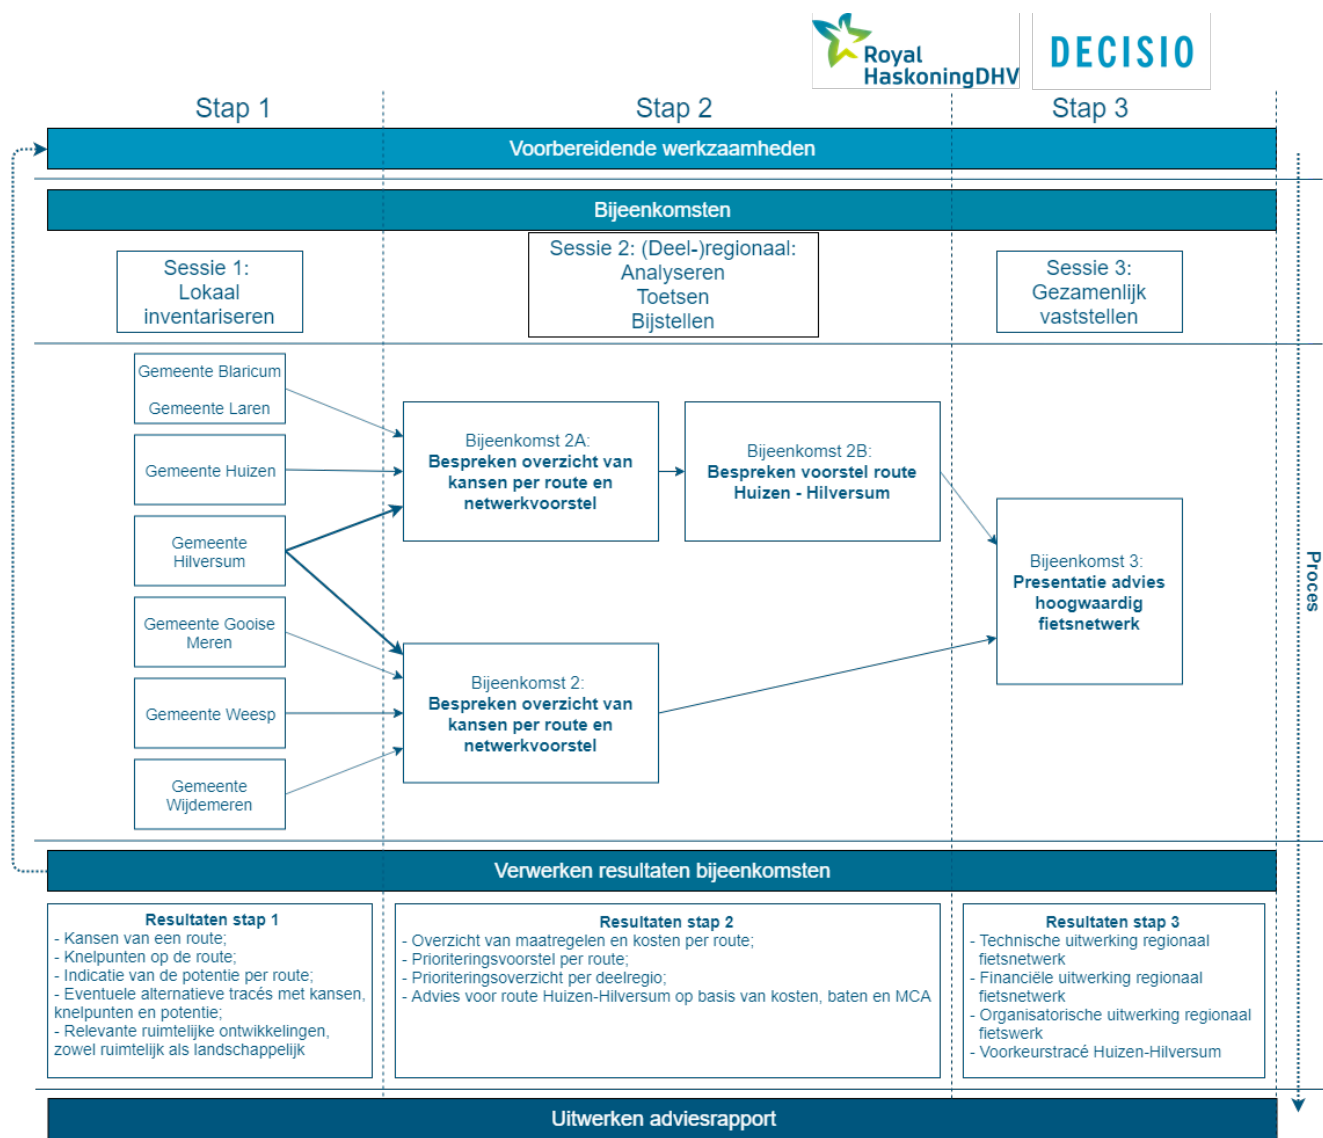 Royal
HaskoningDHV
DECISIO
Stap 1
Stap 2
Stap 3
Voorbereidende werkzaamheden
Bijeenkomsten
Sessie 1:
Lokaal
inventariseren
Sessie 2: (Deel-)regionaal:
Analyseren
Toetsen
Bijstellen
Sessie 3:
Gezamenlijk
vaststellen
Gemeente Blaricum
Gemeente Laren
Gemeente Huizen
Gemeente
Hilversum
Gemeente Gooise
Meren
Gemeente Weesp
Gemeente
Wijdemeren
Bijeenkomst 2A:
Bespreken overzicht van
kansen per route en
netwerkvoorstel
Bijeenkomst 2B:
Bespreken voorstel route
Huizen - Hilversum
Bijeenkomst 2:
Bespreken overzicht van
kansen per route en
netwerkvoorstel
Bijeenkomst 3:
Presentatie advies
hoogwaardig
fietsnetwerk
Proces
Verwerken resultaten bijeenkomsten
Resultaten stap 1
- Kansen van een route;
- Knelpunten op de route;
- Indicatie van de potentie per route;
- Eventuele alternatieve tracés met kansen,
knelpunten en potentie;
- Relevante ruimtelijke ontwikkelingen,
zowel ruimtelijk als landschappelijk
Resultaten stap 2
- Overzicht van maatregelen en kosten per route;
- Prioriteringsvoorstel per route;
- Prioriteringsoverzicht per deelregio;
- Advies voor route Huizen-Hilversum op basis van kosten, baten en MCA
Resultaten stap 3
- Technische uitwerking regionaal
fietsnetwerk
- Financiële uitwerking regionaal
fietsnetwerk
- Organisatorische uitwerking regionaal
fietswerk
- Voorkeurstracé Huizen-Hilversum
Uitwerken adviesrapport